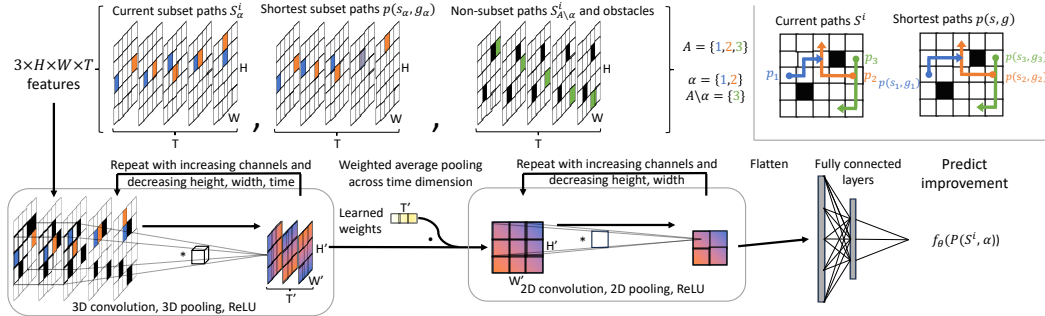 Current subset paths S^i_α
Shortest subset paths p(s_α, g_α)
Non-subset paths S^i_{A\α} and obstacles
3×H×W×T
features
H
W
T
,
H
W
T
,
H
W
T
A = {1,2,3}
α = {1,2}
A\α = {3}
Current paths S^i
Shortest paths p(s, g)
p_1
p_2
p_3
p(s_1, g_1)
p(s_2, g_2)
p(s_3, g_3)
Repeat with increasing channels and
decreasing height, width, time
*
H'
W'
T'
3D convolution, 3D pooling, ReLU
Weighted average pooling
across time dimension
Learned
weights
T'
·
Repeat with increasing channels and
decreasing height, width
H'
W'
*
2D convolution, 2D pooling, ReLU
Flatten
Fully connected
layers
Predict
improvement
f_θ(P(S^i, α))